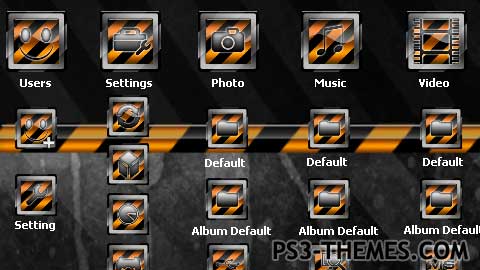 Users Settings Photo Music Video
Default Default Default
Setting
Album Default Album Default Album Default
PS3-THEMES.COM